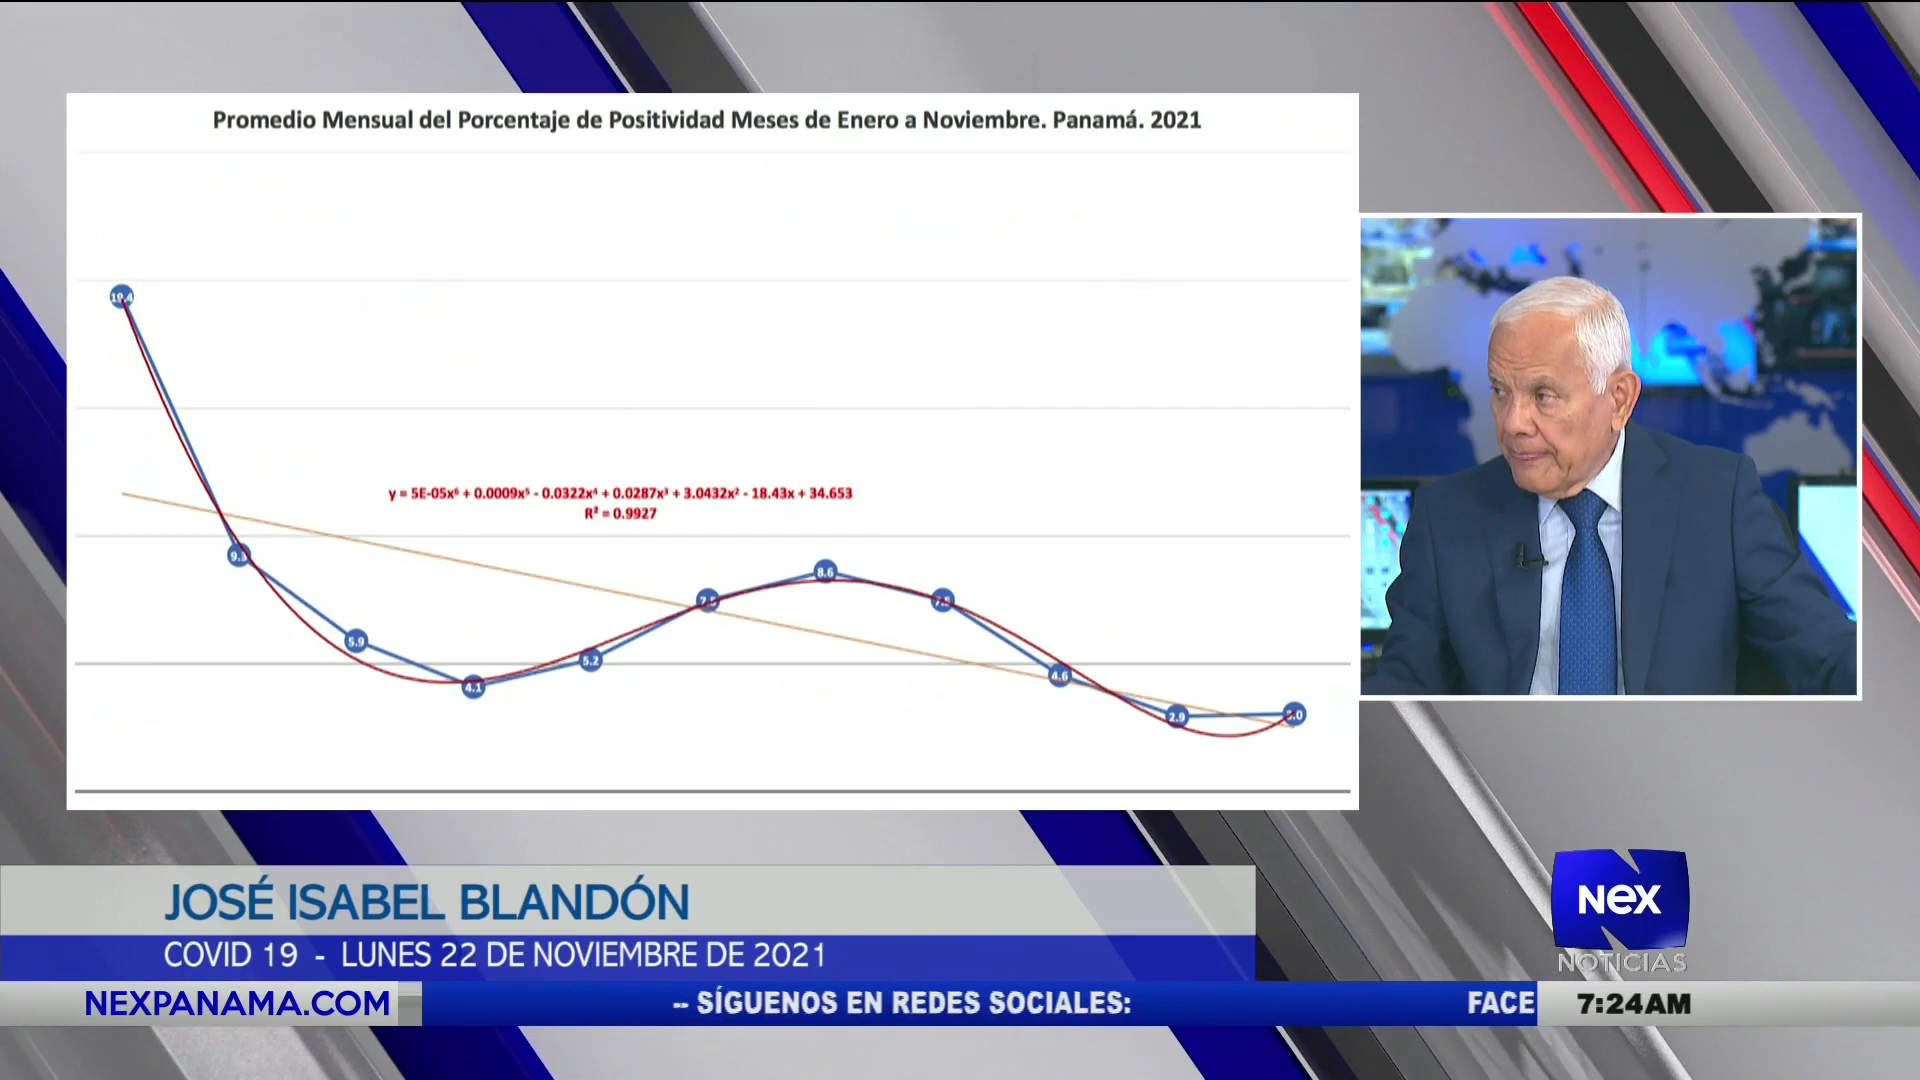 Promedio Mensual del Porcentaje de Positividad Meses de Enero a Noviembre. Panamá. 2021
19.4
y = 5E-05x⁶ + 0.0009x⁵ - 0.0322x⁴ + 0.0287x³ + 3.0432x² - 18.43x + 34.653
R² = 0.9927
5.9
4.1
5.2
8.6
4.6
2.9
3.0
JOSÉ ISABEL BLANDÓN
COVID 19 - LUNES 22 DE NOVIEMBRE DE 2021
NEX
NOTICIAS
NEXPANAMA.COM
-- SÍGUENOS EN REDES SOCIALES:
FACE
7:24AM